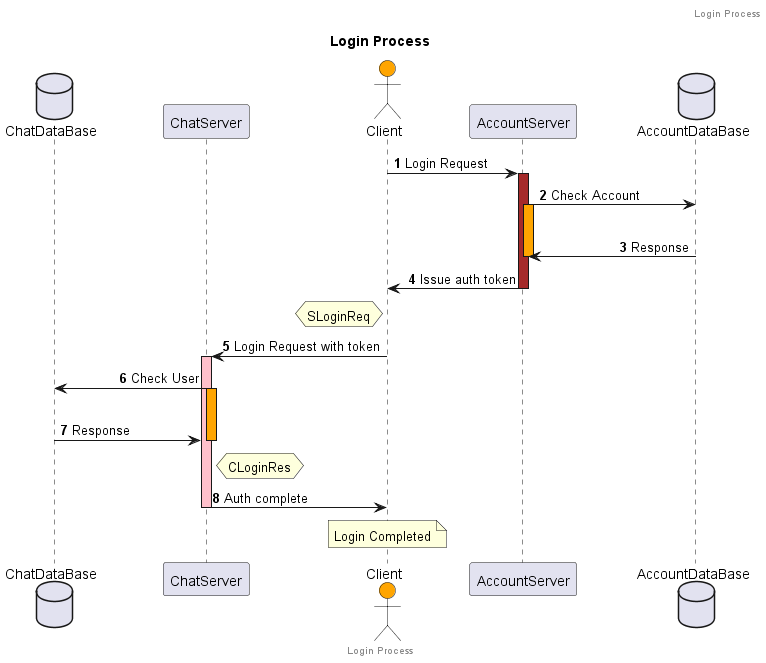 Login Process
Login Process
ChatDataBase
ChatServer
Client
AccountServer
AccountDataBase
1 Login Request
2 Check Account
3 Response
4 Issue auth token
SLoginReq
5 Login Request with token
6 Check User
7 Response
CLoginRes
8 Auth complete
Login Completed
ChatDataBase
ChatServer
Client
AccountServer
AccountDataBase
Login Process